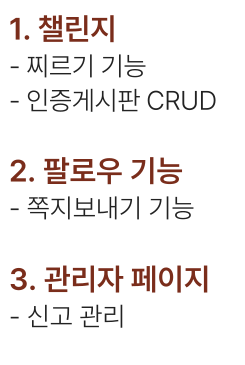 1. 챌린지
- 찌르기 기능
- 인증게시판 CRUD
2. 팔로우 기능
- 쪽지보내기 기능
3. 관리자 페이지
- 신고 관리